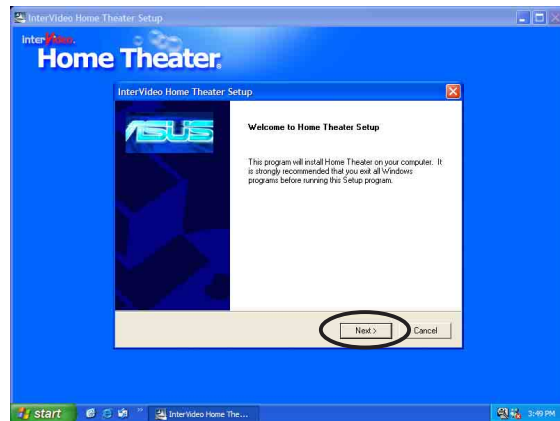 InterVideo Home Theater Setup
InterVideo.
Home Theater®
InterVideo Home Theater Setup
ASUS
Welcome to Home Theater Setup
This program will install Home Theater on your computer. It
is strongly recommended that you exit all Windows
programs before running this Setup program.
Next >
Cancel
start
»
InterVideo Home The...
3:49 PM